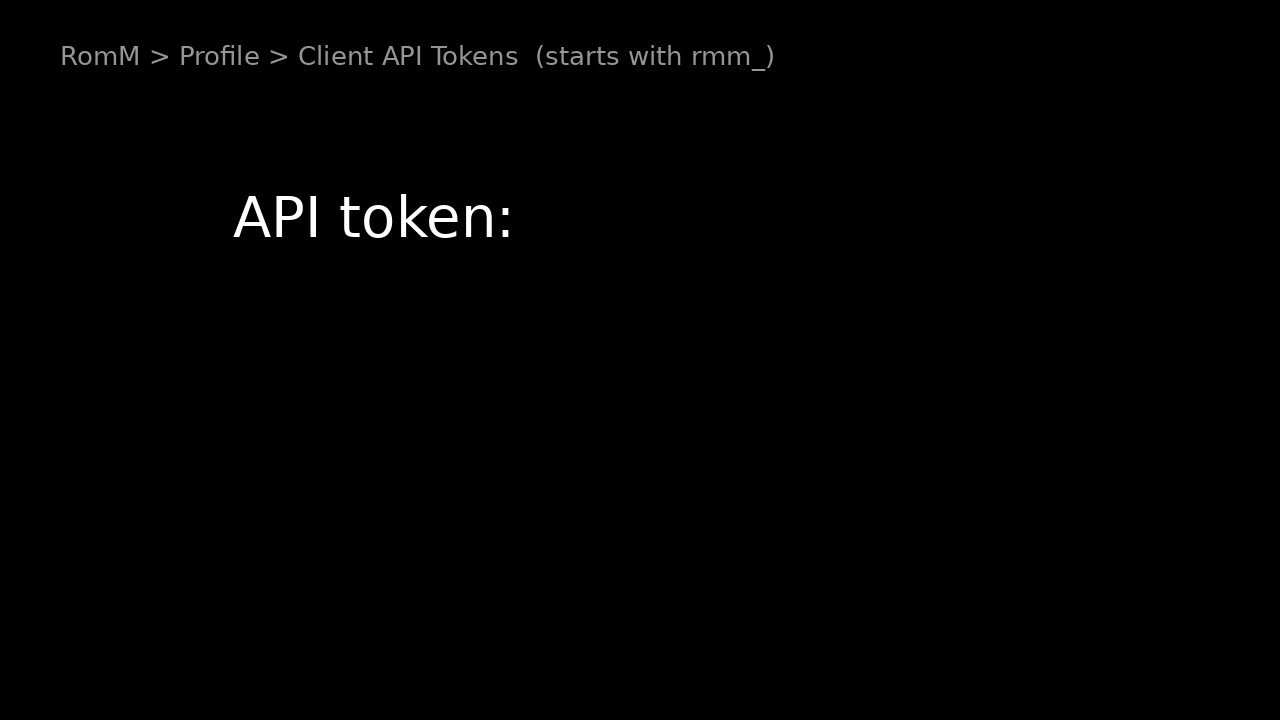 RomM > Profile > Client API Tokens  (starts with rmm_)
API token: